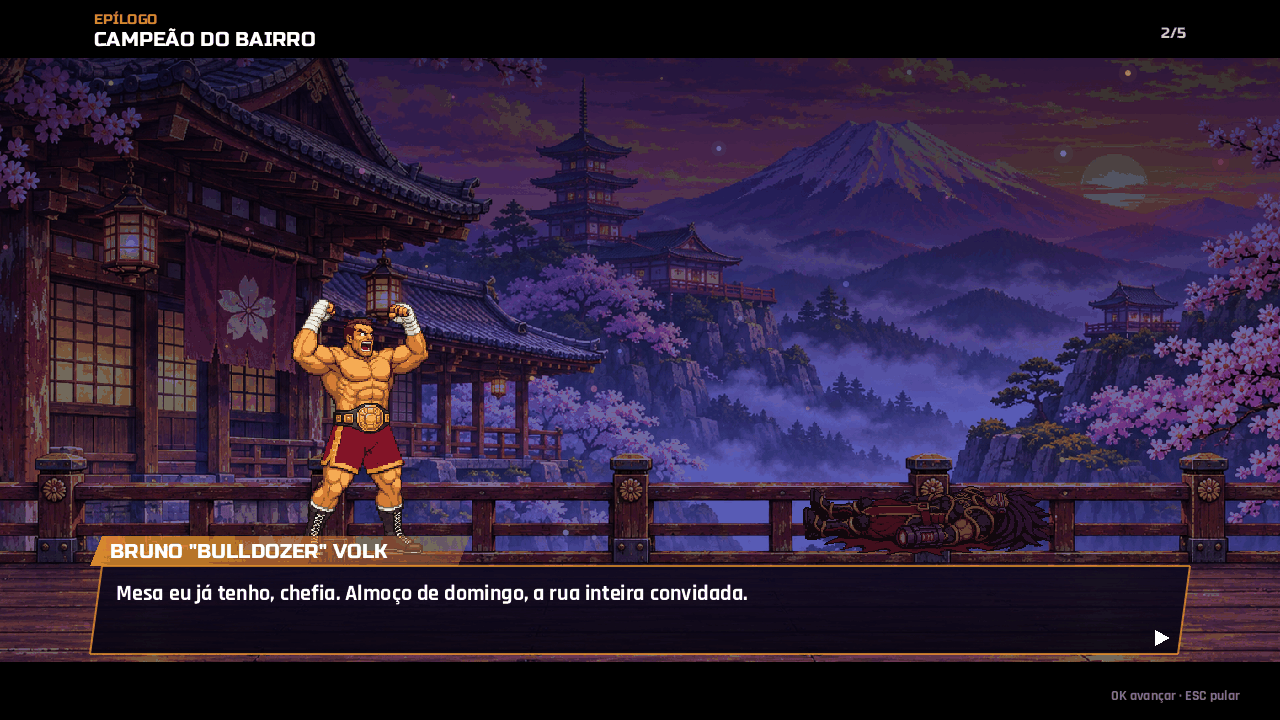 EPÍLOGO
CAMPEÃO DO BAIRRO
2/5
BRUNO "BULLDOZER" VOLK
Mesa eu já tenho, chefia. Almoço de domingo, a rua inteira convidada.
OK avançar · ESC pular